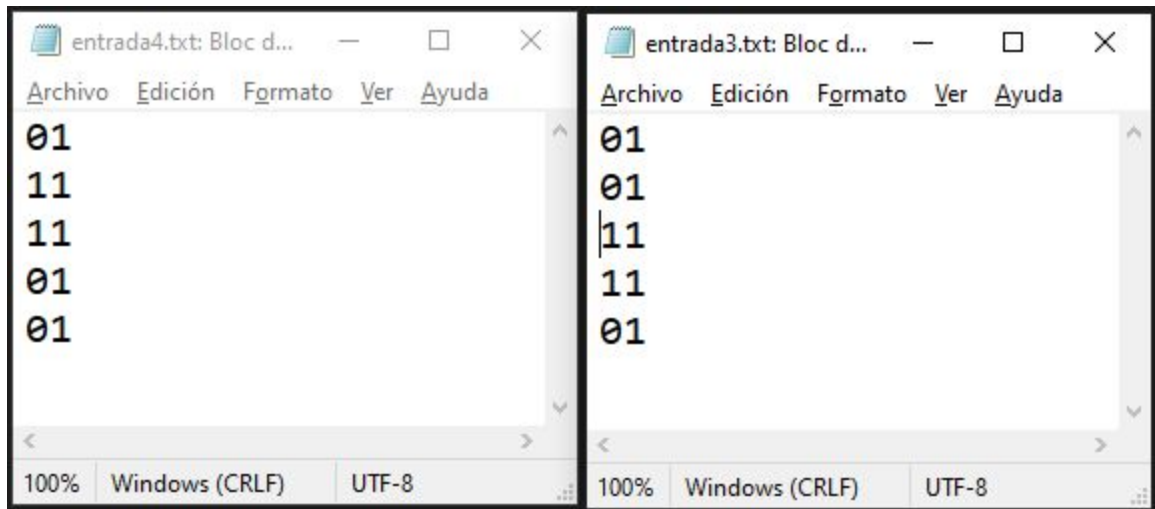 entrada4.txt: Bloc d...
Archivo Edición Formato Ver Ayuda
01
11
11
01
01
100% Windows (CRLF) UTF-8
entrada3.txt: Bloc d...
Archivo Edición Formato Ver Ayuda
01
01
11
11
01
100% Windows (CRLF) UTF-8